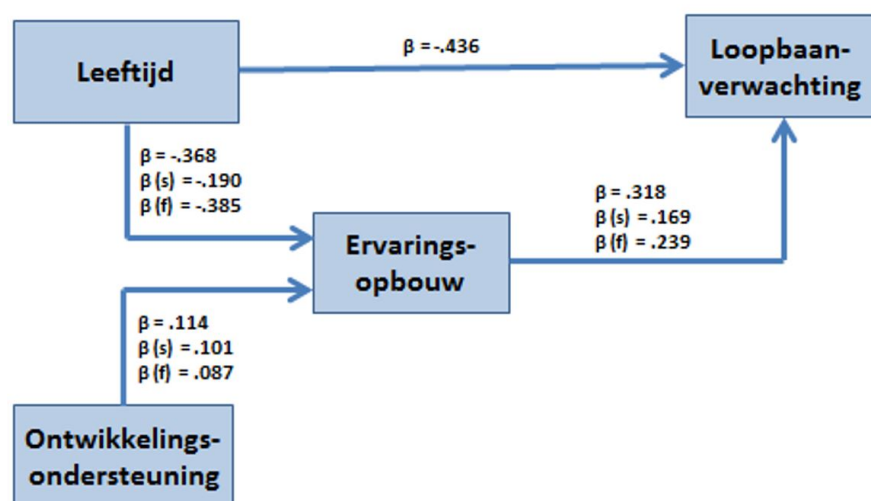 Leeftijd
β = -.436
Loopbaan-
verwachting
β = -.368
β (s) = -.190
β (f) = -.385
Ervarings-
opbouw
β = .318
β (s) = .169
β (f) = .239
β = .114
β (s) = .101
β (f) = .087
Ontwikkelings-
ondersteuning